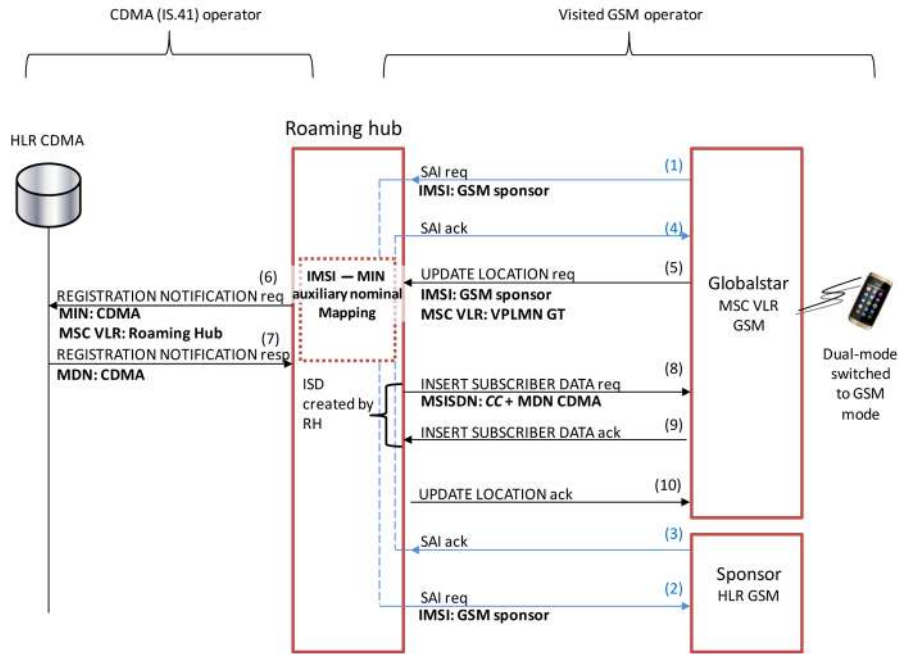 CDMA (IS.41) operator
Visited GSM operator
Roaming hub
HLR CDMA
SAI req
(1)
IMSI: GSM sponsor
SAI ack
(4)
(6)
IMSI — MIN
auxiliary nominal
Mapping
UPDATE LOCATION req
(5)
IMSI: GSM sponsor
MSC VLR: VPLMN GT
REGISTRATION NOTIFICATION req
MIN: CDMA
MSC VLR: Roaming Hub
(7)
REGISTRATION NOTIFICATION resp
MDN: CDMA
Globalstar
MSC VLR
GSM
Dual-mode
switched
to GSM
mode
ISD
created by
RH
INSERT SUBSCRIBER DATA req
(8)
MSISDN: CC + MDN CDMA
INSERT SUBSCRIBER DATA ack
(9)
UPDATE LOCATION ack
(10)
SAI ack
(3)
Sponsor
HLR GSM
SAI req
(2)
IMSI: GSM sponsor